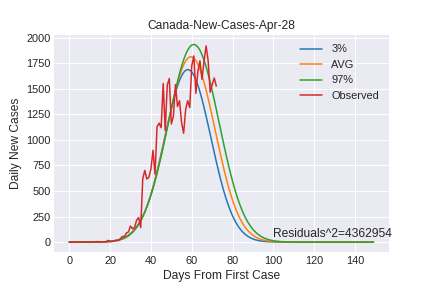 Canada-New-Cases-Apr-28
Daily New Cases
2000
1750
1500
1250
1000
750
500
250
0
3%
AVG
97%
Observed
Residuals^2=4362954
0 20 40 60 80 100 120 140
Days From First Case